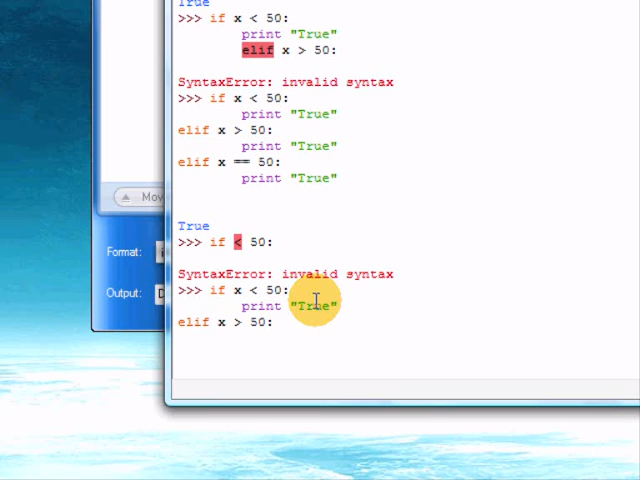 True
>>> if x < 50:
print "True"
elif x > 50:
SyntaxError: invalid syntax
>>> if x < 50:
print "True"
elif x > 50:
print "True"
elif x == 50:
print "True"
True
>>> if < 50:
SyntaxError: invalid syntax
>>> if x < 50:
print "True"
elif x > 50:
Mov
Format:
Output: